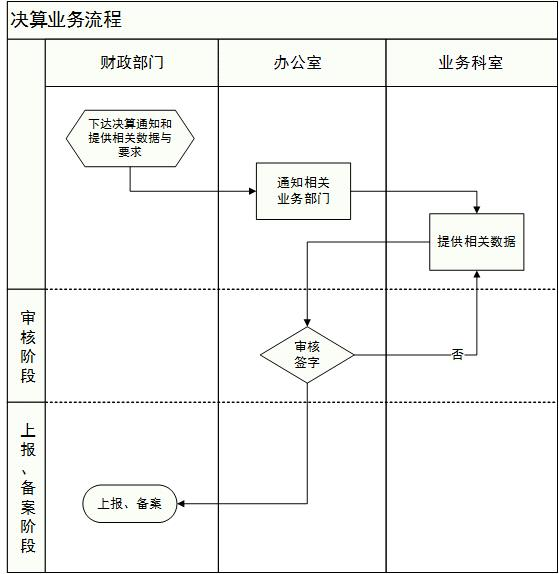 决算业务流程
财政部门
办公室
业务科室
下达决算通知和
提供相关数据与
要求
通知相关
业务部门
提供相关数据
审
核
阶
段
审核
签字
否
上
报
、
备
案
阶
段
上报、备案